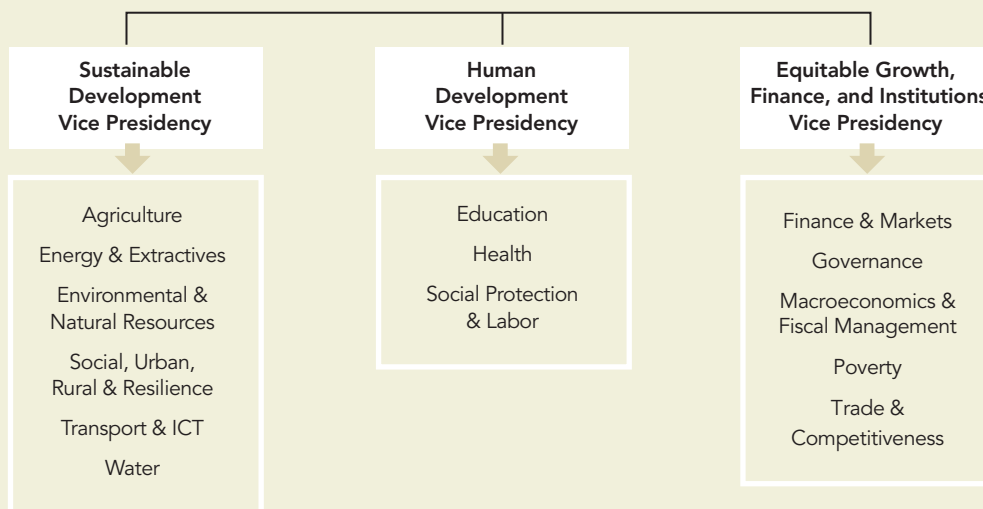 Sustainable
Development
Vice Presidency
Agriculture
Energy & Extractives
Environmental &
Natural Resources
Social, Urban,
Rural & Resilience
Transport & ICT
Water
Human
Development
Vice Presidency
Education
Health
Social Protection
& Labor
Equitable Growth,
Finance, and Institutions
Vice Presidency
Finance & Markets
Governance
Macroeconomics &
Fiscal Management
Poverty
Trade &
Competitiveness